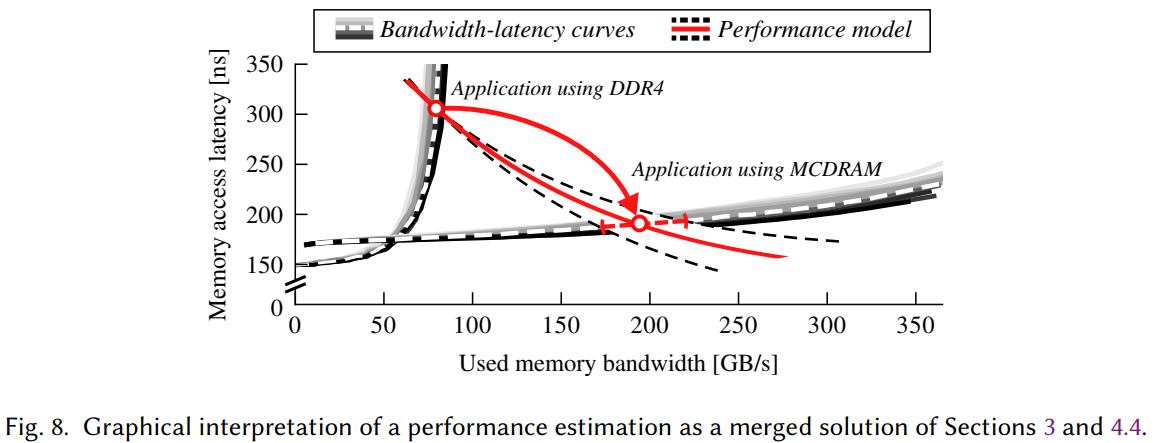 Bandwidth-latency curves Performance model
Memory access latency [ns]
350
300
250
200
150
0
Application using DDR4
Application using MCDRAM
0 50 100 150 200 250 300 350
Used memory bandwidth [GB/s]
Fig. 8. Graphical interpretation of a performance estimation as a merged solution of Sections 3 and 4.4.